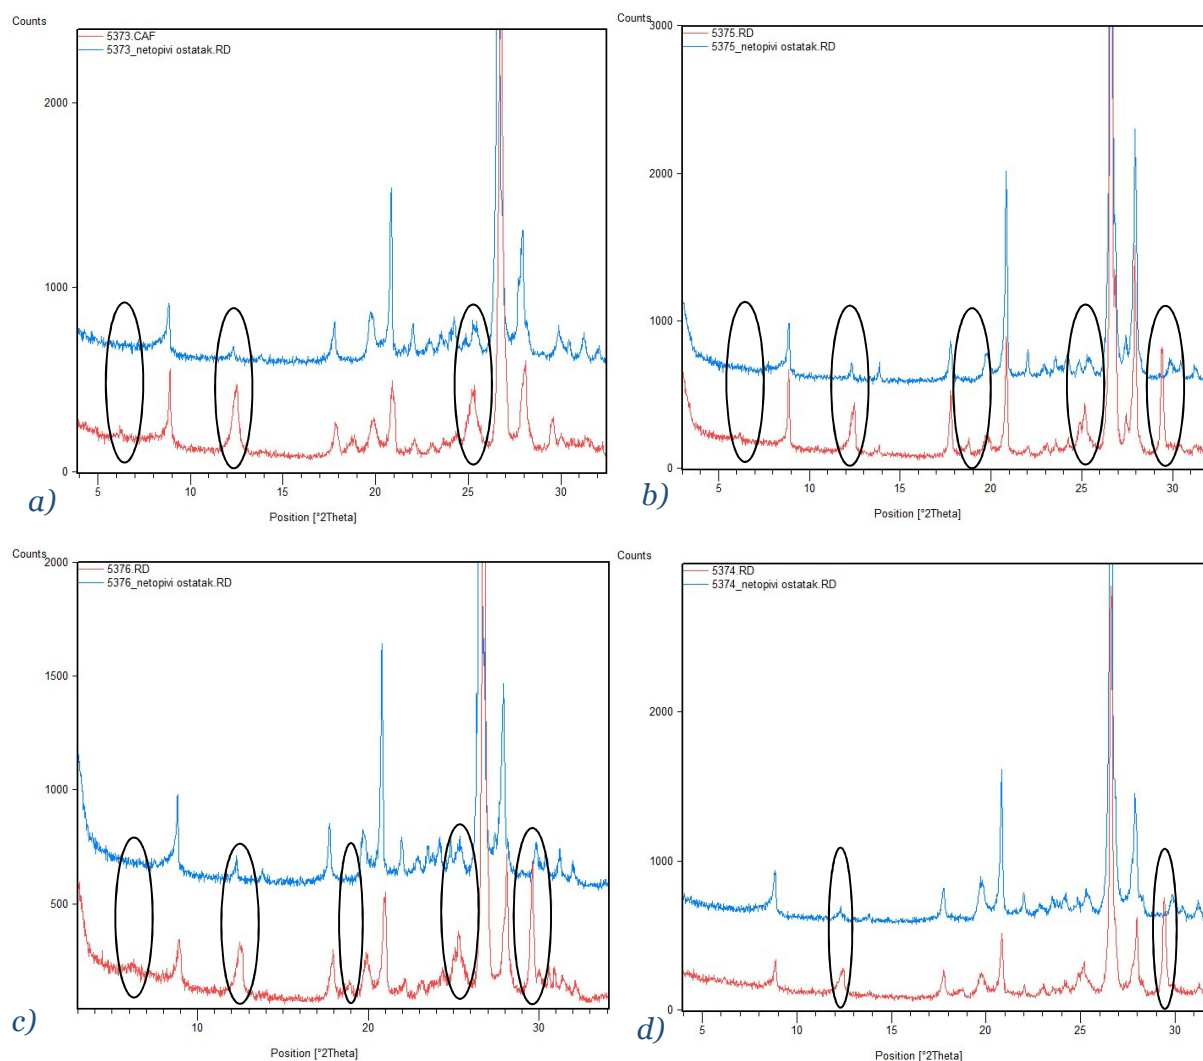 Counts
5373.CAF
5373_netopivi ostatak.RD
2000
1000
0
5 10 15 20 25 30
Position [°2Theta]
a)
Counts
3000
5375.RD
5375_netopivi ostatak.RD
2000
1000
0
5 10 15 20 25 30
Position [°2Theta]
b)
Counts
2000
5376.RD
5376_netopivi ostatak.RD
1500
1000
500
10 20 30
c)
Counts
5374.RD
5374_netopivi ostatak.RD
2000
1000
0
5 10 15 20 25 30
Position [°2Theta]
d)